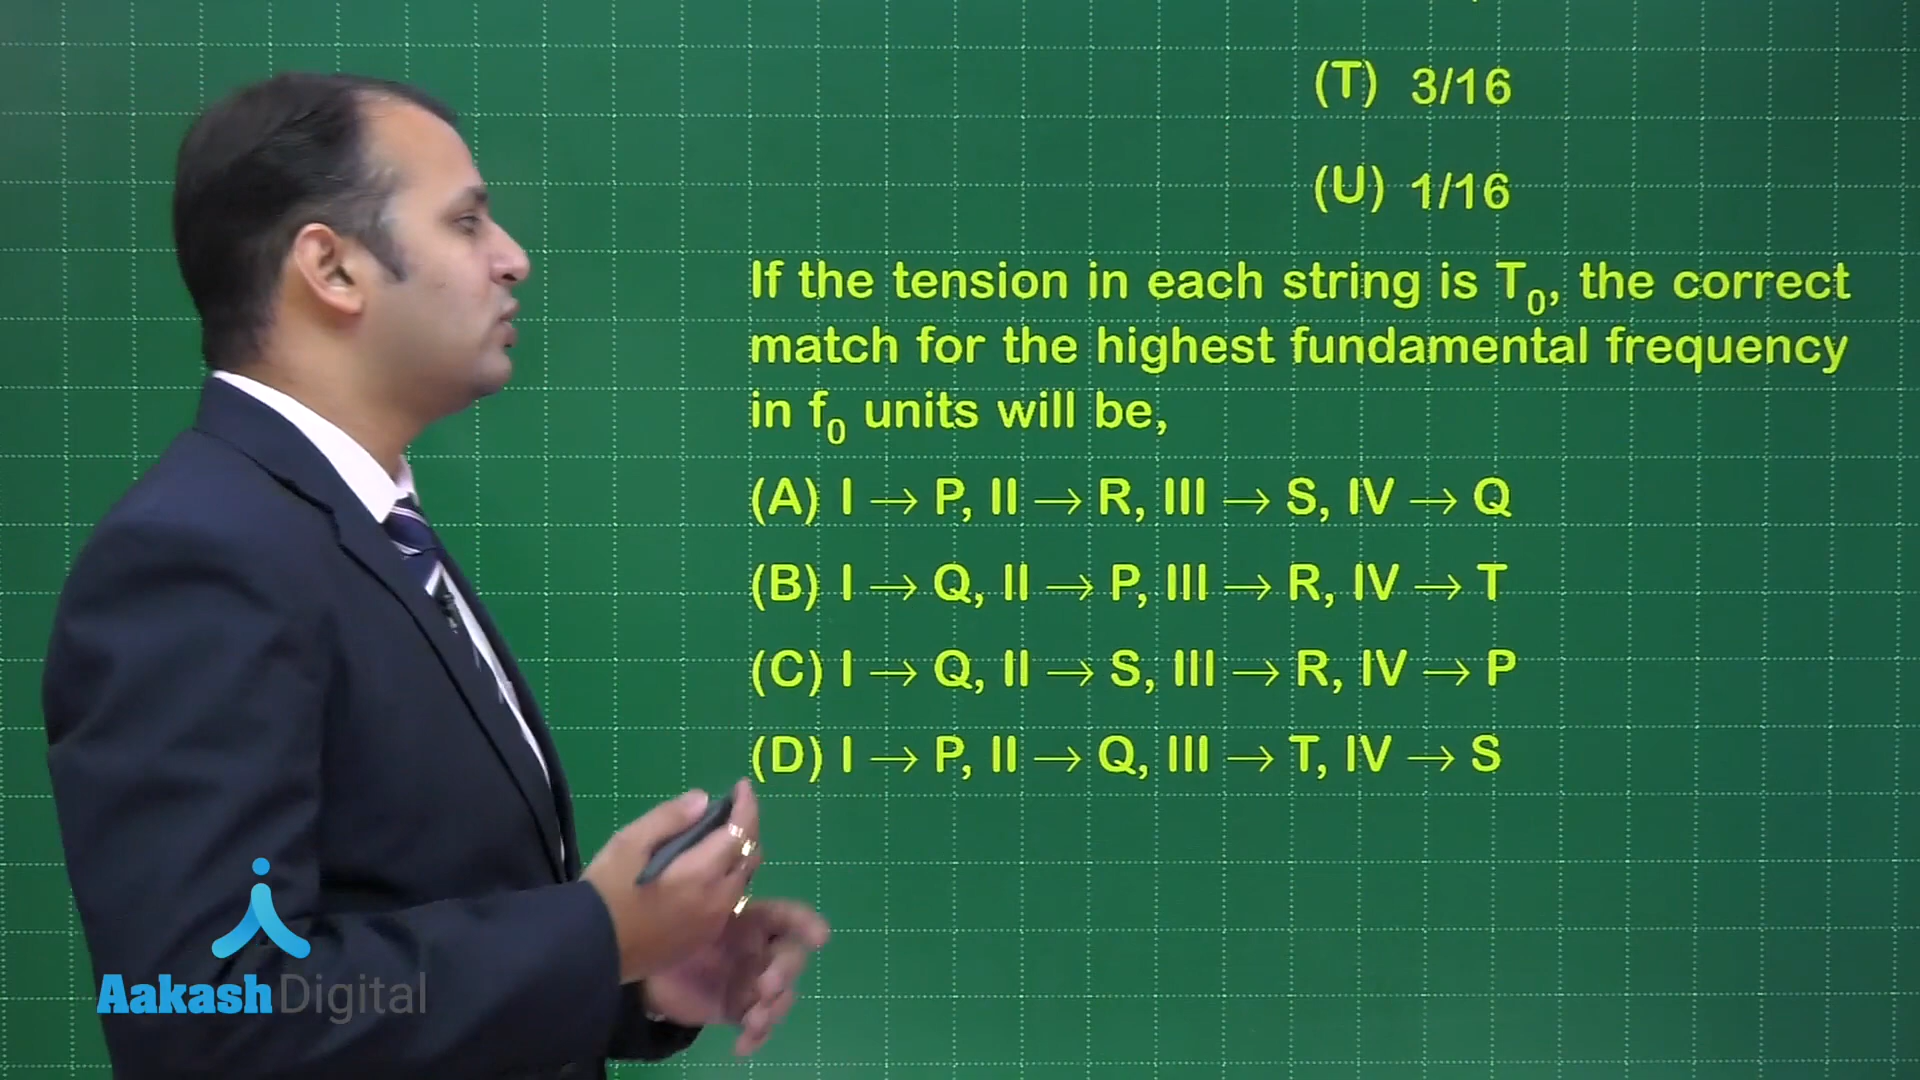 (T) 3/16
(U) 1/16
If the tension in each string is T₀, the correct
match for the highest fundamental frequency
in f₀ units will be,
(A) I → P, II → R, III → S, IV → Q
(B) I → Q, II → P, III → R, IV → T
(C) I → Q, II → S, III → R, IV → P
(D) I → P, II → Q, III → T, IV → S
Aakash Digital